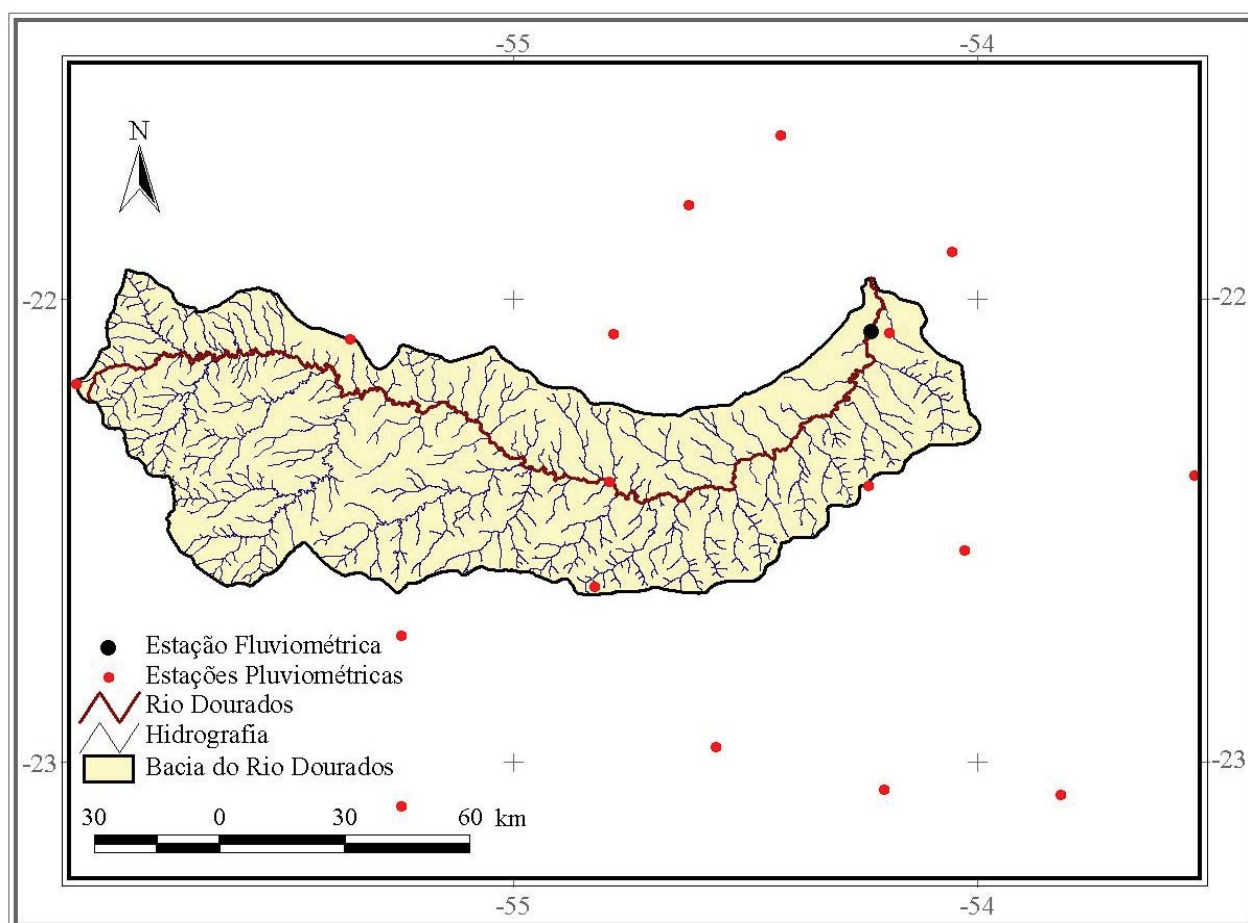 -55 -54
N
-22 -22
Estação Fluviométrica
Estações Pluviométricas
Rio Dourados
Hidrografia
-23 Bacia do Rio Dourados -23
30 0 30 60 km
-55 -54